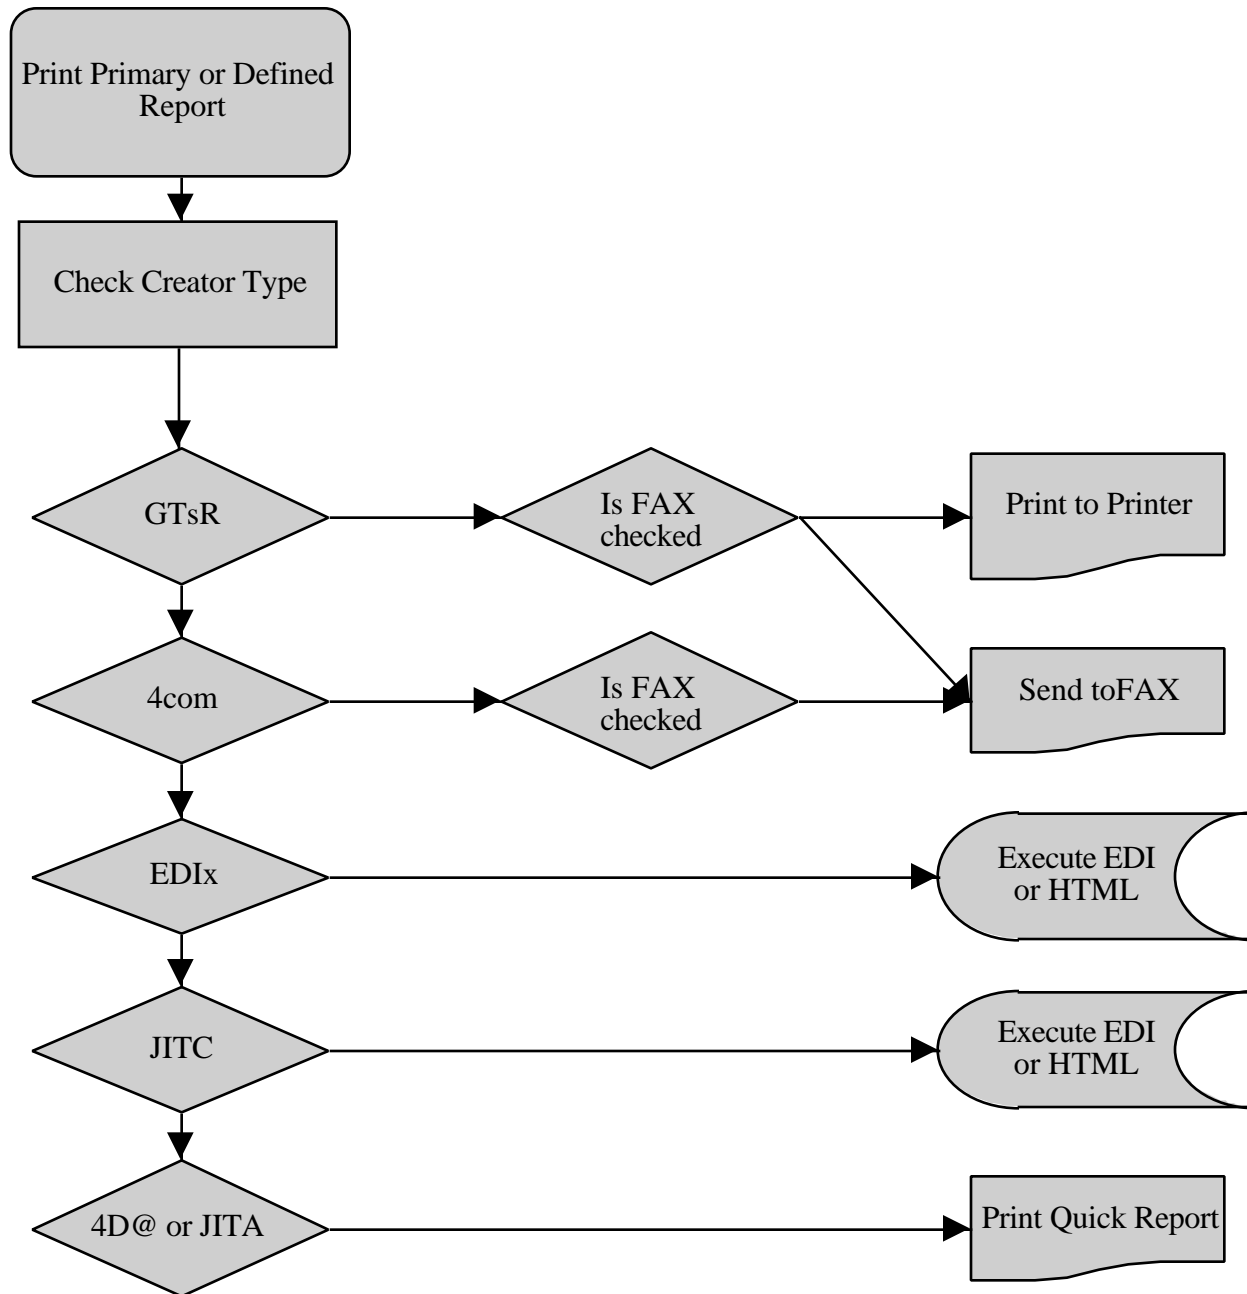 Print Primary or Defined
Report
Check Creator Type
GTsR
Is FAX
checked
Print to Printer
4com
Is FAX
checked
Send toFAX
EDIx
Execute EDI
or HTML
JITC
Execute EDI
or HTML
4D@ or JITA
Print Quick Report